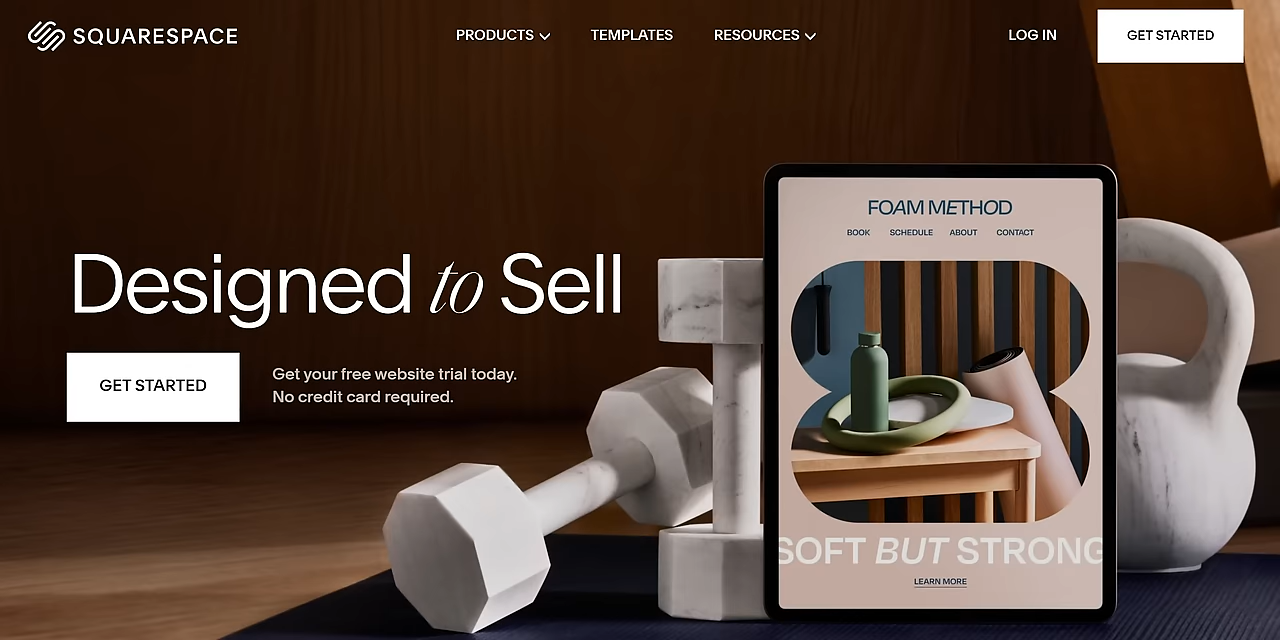 SQUARESPACE
PRODUCTS
TEMPLATES
RESOURCES
LOG IN
GET STARTED
Designed to Sell
GET STARTED
Get your free website trial today.
No credit card required.
FOAM METHOD
BOOK
SCHEDULE
ABOUT
CONTACT
SOFT BUT STRONG
LEARN MORE